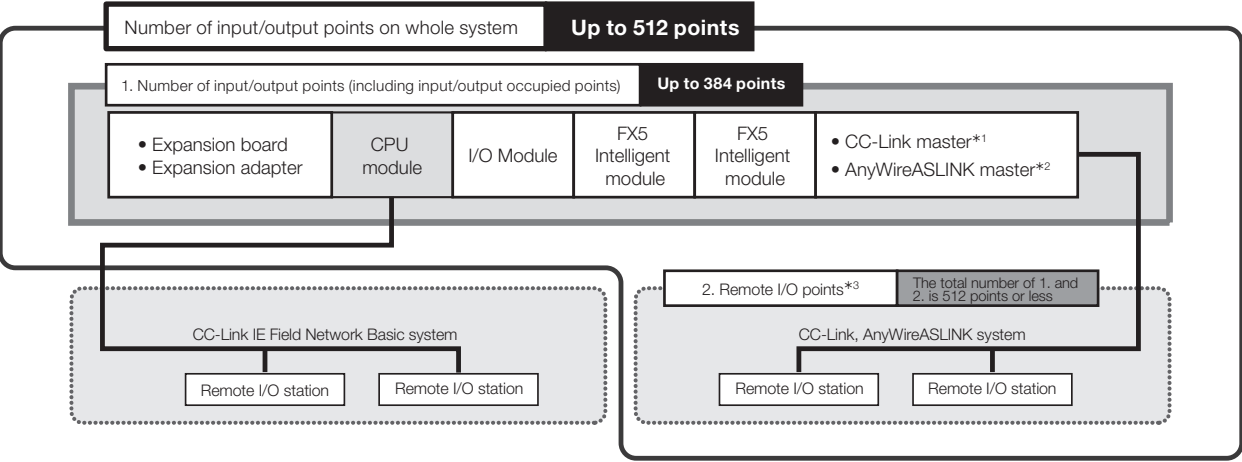 Number of input/output points on whole system Up to 512 points
1. Number of input/output points (including input/output occupied points) Up to 384 points
• Expansion board
• Expansion adapter
CPU
module
I/O Module
FX5
Intelligent
module
FX5
Intelligent
module
• CC-Link master*1
• AnyWireASLINK master*2
2. Remote I/O points*3
The total number of 1. and
2. is 512 points or less
CC-Link IE Field Network Basic system
Remote I/O station
Remote I/O station
CC-Link, AnyWireASLINK system
Remote I/O station
Remote I/O station